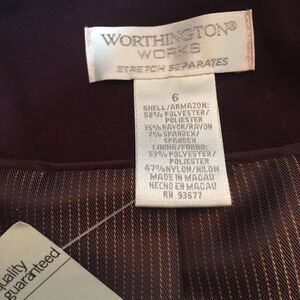 WORTHINGTON®
WORKS
STRETCH SEPARATES
6
SHELL/ARMAZON:
58% POLYESTER/
POLIESTER
35% RAYON/RAYON
7% SPANDEX/
SPANDEX
LINING/FORRO:
53% POLYESTER/
POLIESTER
47% NYLON/NILON
MADE IN MACAU
HECHO EN MACAU
RN 93677
quality
guaranteed